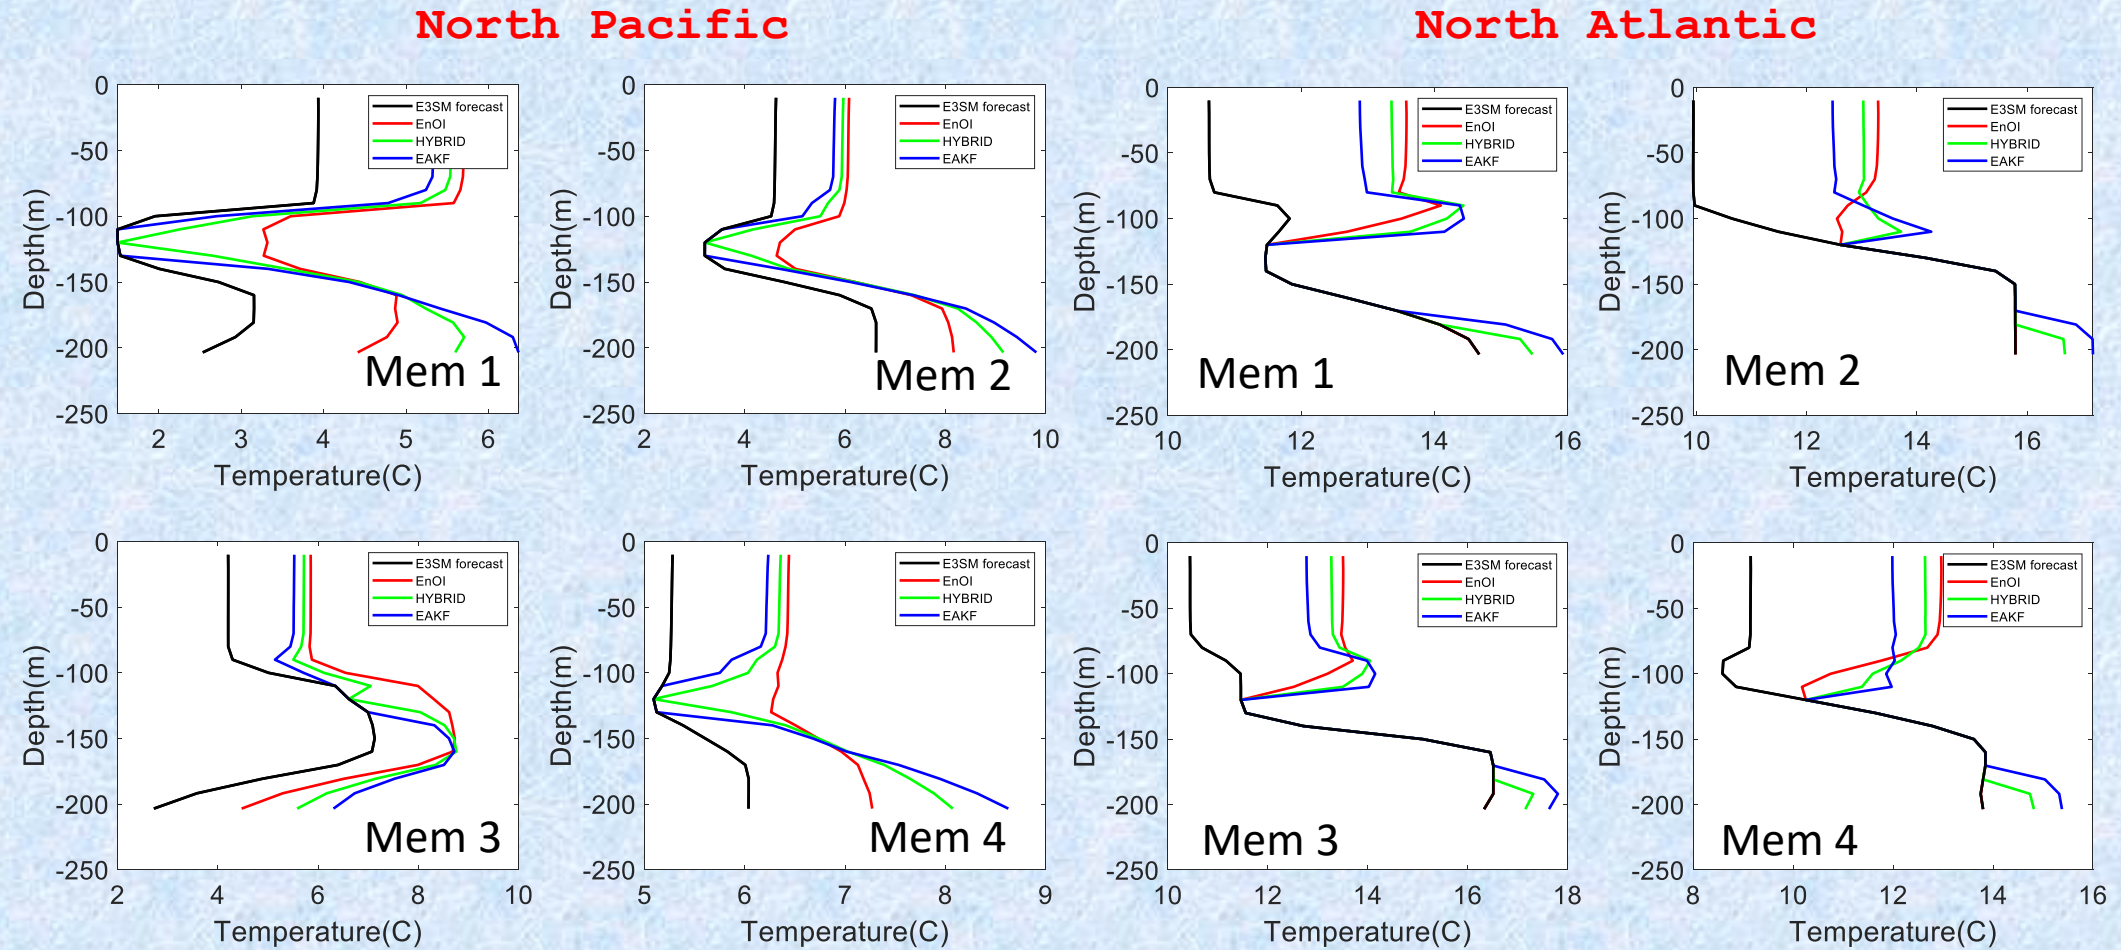 North Pacific
North Atlantic
0
-50
-100
-150
-200
-250
Depth(m)
2
3
4
5
6
Temperature(C)
E3SM forecast
EnOI
HYBRID
EAKF
Mem 1
0
-50
-100
-150
-200
-250
Depth(m)
2
4
6
8
10
Temperature(C)
E3SM forecast
EnOI
HYBRID
EAKF
Mem 2
0
-50
-100
-150
-200
-250
Depth(m)
10
12
14
16
Temperature(C)
E3SM forecast
EnOI
HYBRID
EAKF
Mem 1
0
-50
-100
-150
-200
-250
Depth(m)
10
12
14
16
Temperature(C)
E3SM forecast
EnOI
HYBRID
EAKF
Mem 2
0
-50
-100
-150
-200
-250
Depth(m)
2
4
6
8
10
Temperature(C)
E3SM forecast
EnOI
HYBRID
EAKF
Mem 3
0
-50
-100
-150
-200
-250
Depth(m)
5
6
7
8
9
Temperature(C)
E3SM forecast
EnOI
HYBRID
EAKF
Mem 4
0
-50
-100
-150
-200
-250
Depth(m)
10
12
14
16
18
Temperature(C)
E3SM forecast
EnOI
HYBRID
EAKF
Mem 3
0
-50
-100
-150
-200
-250
Depth(m)
8
10
12
14
16
Temperature(C)
E3SM forecast
EnOI
HYBRID
EAKF
Mem 4